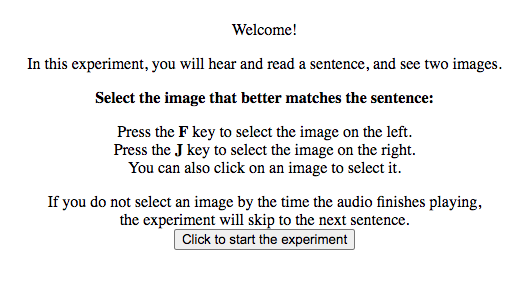 Welcome!
In this experiment, you will hear and read a sentence, and see two images.
Select the image that better matches the sentence:
Press the F key to select the image on the left.
Press the J key to select the image on the right.
You can also click on an image to select it.
If you do not select an image by the time the audio finishes playing,
the experiment will skip to the next sentence.
Click to start the experiment